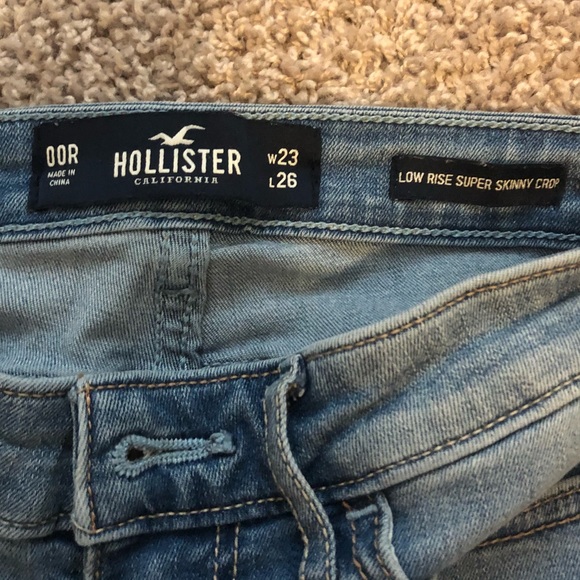 00R
MADE IN
CHINA
HOLLISTER
CALIFORNIA
W23
L26
LOW RISE SUPER SKINNY CROP